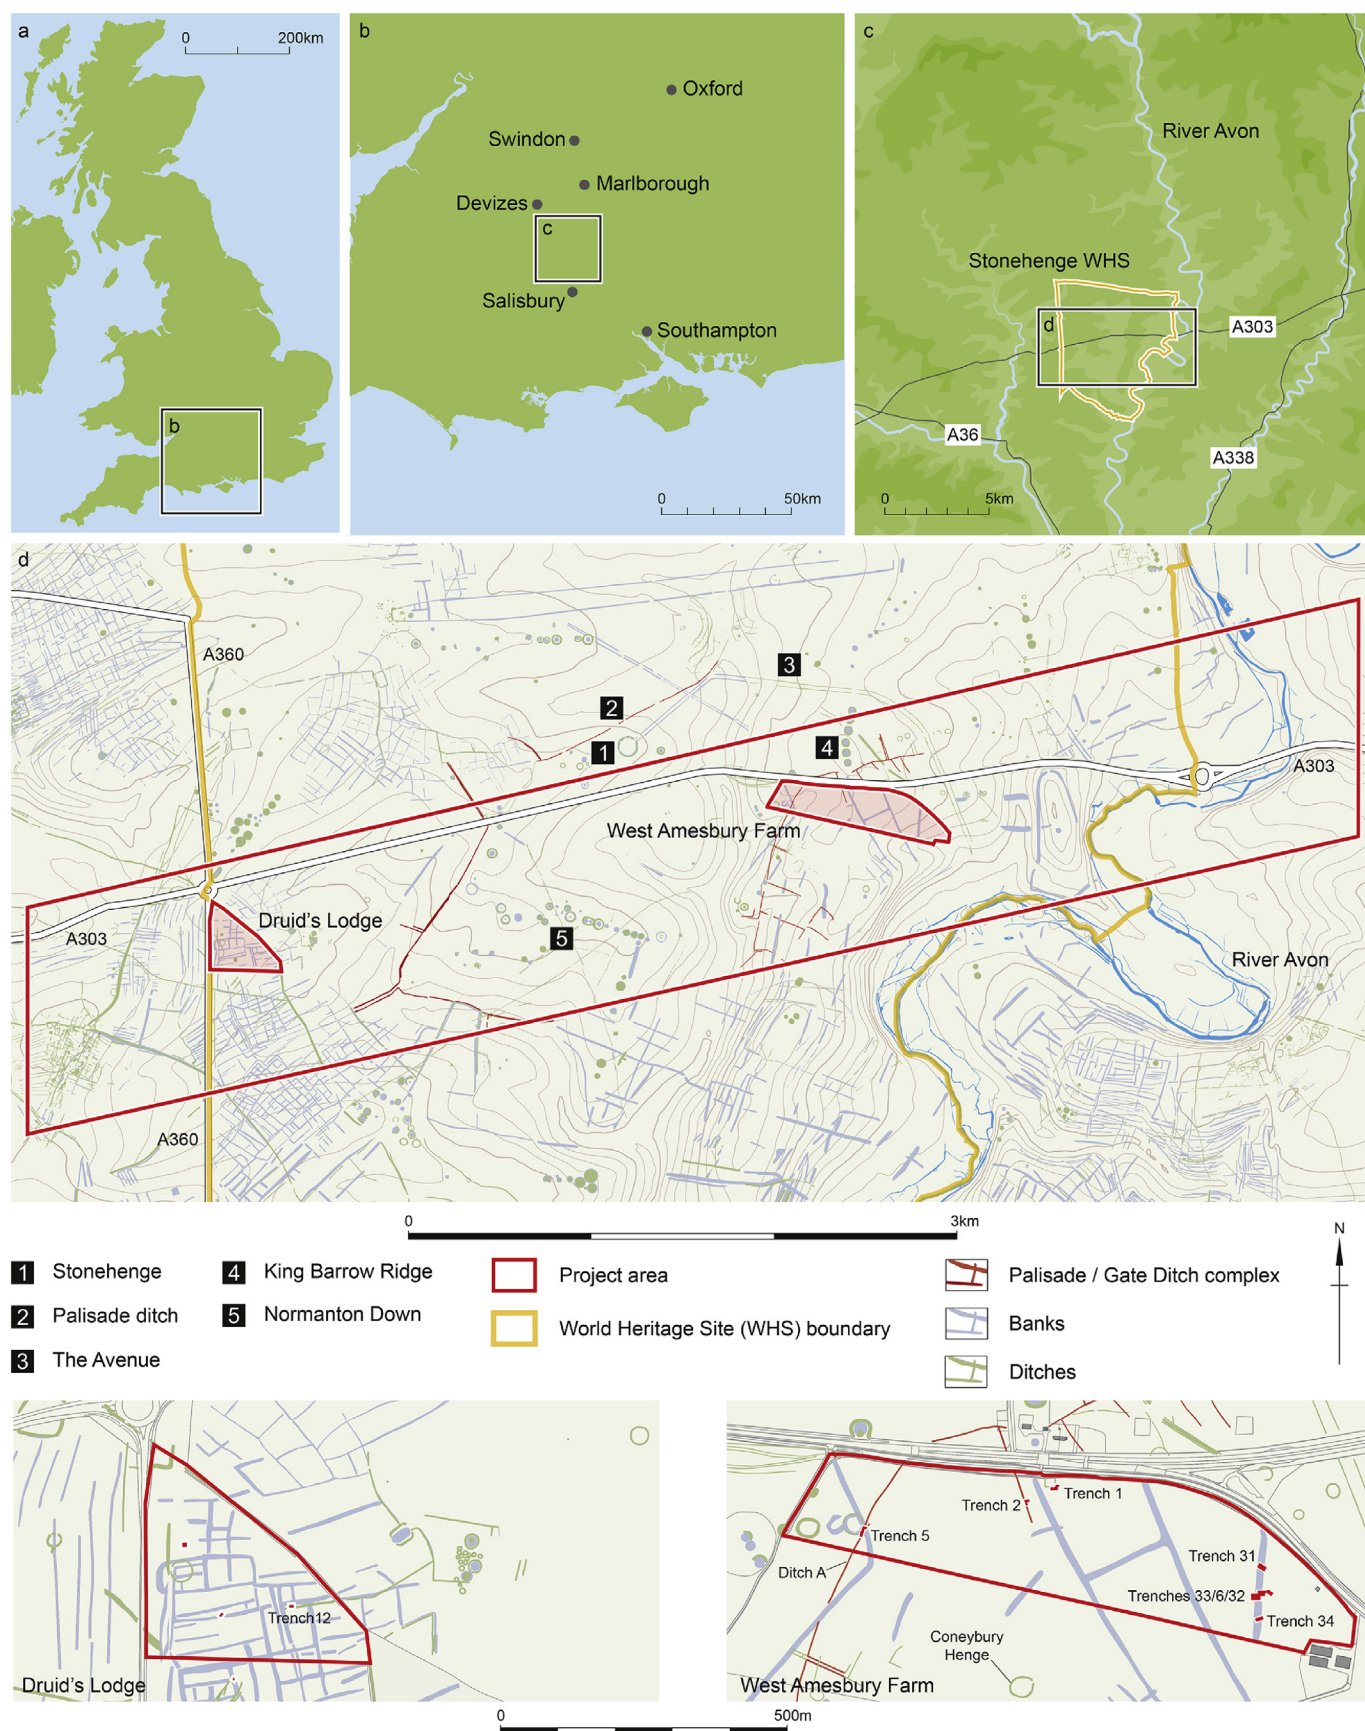 a
0 200km
b
b
Oxford
Swindon
Marlborough
Devizes
c
Salisbury
Southampton
0 50km
c
River Avon
Stonehenge WHS
d
A303
A36
A338
0 5km
d
A360
3
2
1
4
A303
West Amesbury Farm
Druid's Lodge
A303
5
River Avon
A360
0 3km
N
1 Stonehenge
2 Palisade ditch
3 The Avenue
4 King Barrow Ridge
5 Normanton Down
Project area
World Heritage Site (WHS) boundary
Palisade / Gate Ditch complex
Banks
Ditches
Trench12
Druid's Lodge
Trench 1
Trench 2
Trench 5
Ditch A
Trench 31
Trenches 33/6/32
Trench 34
Coneybury
Henge
West Amesbury Farm
0 500m